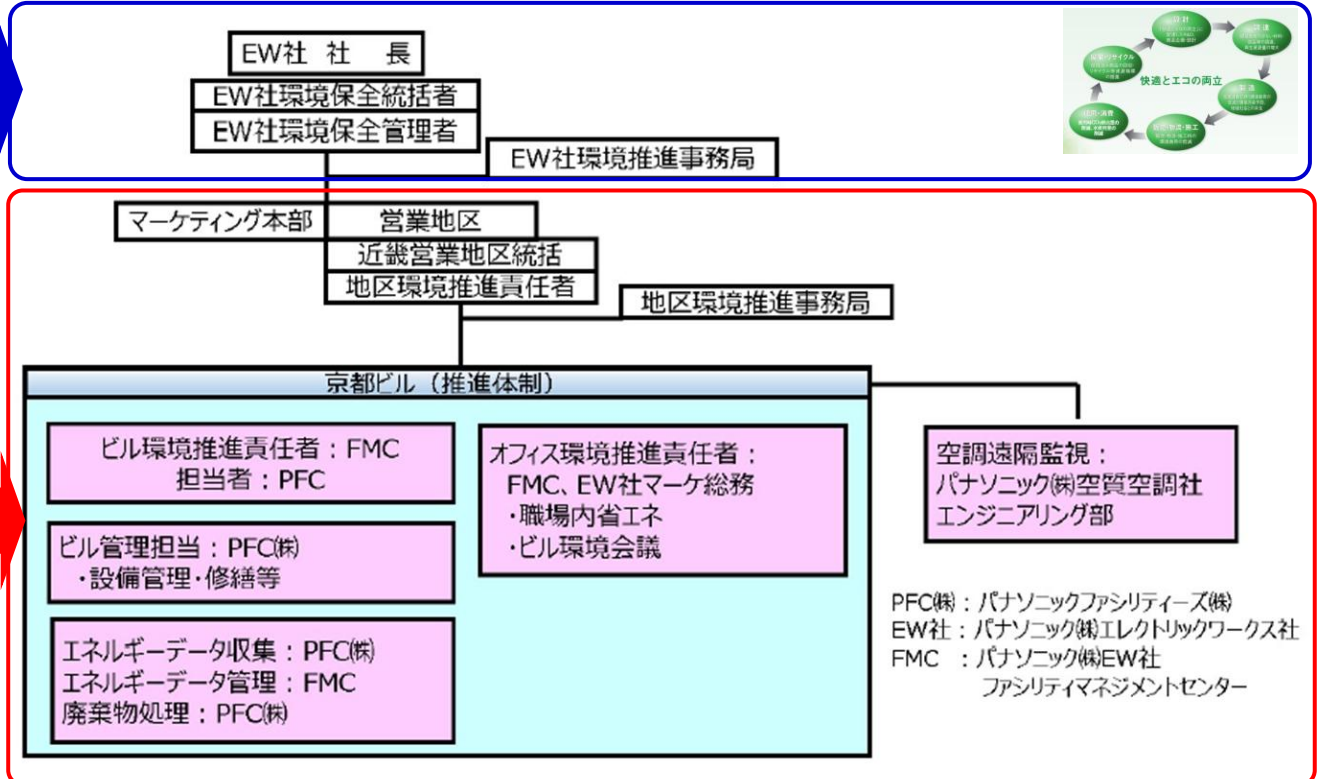 EW社 社 長
EW社環境保全統括者
EW社環境保全管理者
EW社環境推進事務局
快適とエコの両立
マーケティング本部
営業地区
近畿営業地区統括
地区環境推進責任者
地区環境推進事務局
京都ビル（推進体制）
ビル環境推進責任者：FMC
担当者：PFC
ビル管理担当：PFC㈱
・設備管理・修繕等
エネルギーデータ収集：PFC㈱
エネルギーデータ管理：FMC
廃棄物処理：PFC㈱
オフィス環境推進責任者：
FMC、EW社マーケ総務
・職場内省エネ
・ビル環境会議
空調遠隔監視：
パナソニック㈱空質空調社
エンジニアリング部
PFC㈱：パナソニックファシリティーズ㈱
EW社：パナソニック㈱エレクトリックワークス社
FMC ：パナソニック㈱EW社
ファシリティマネジメントセンター